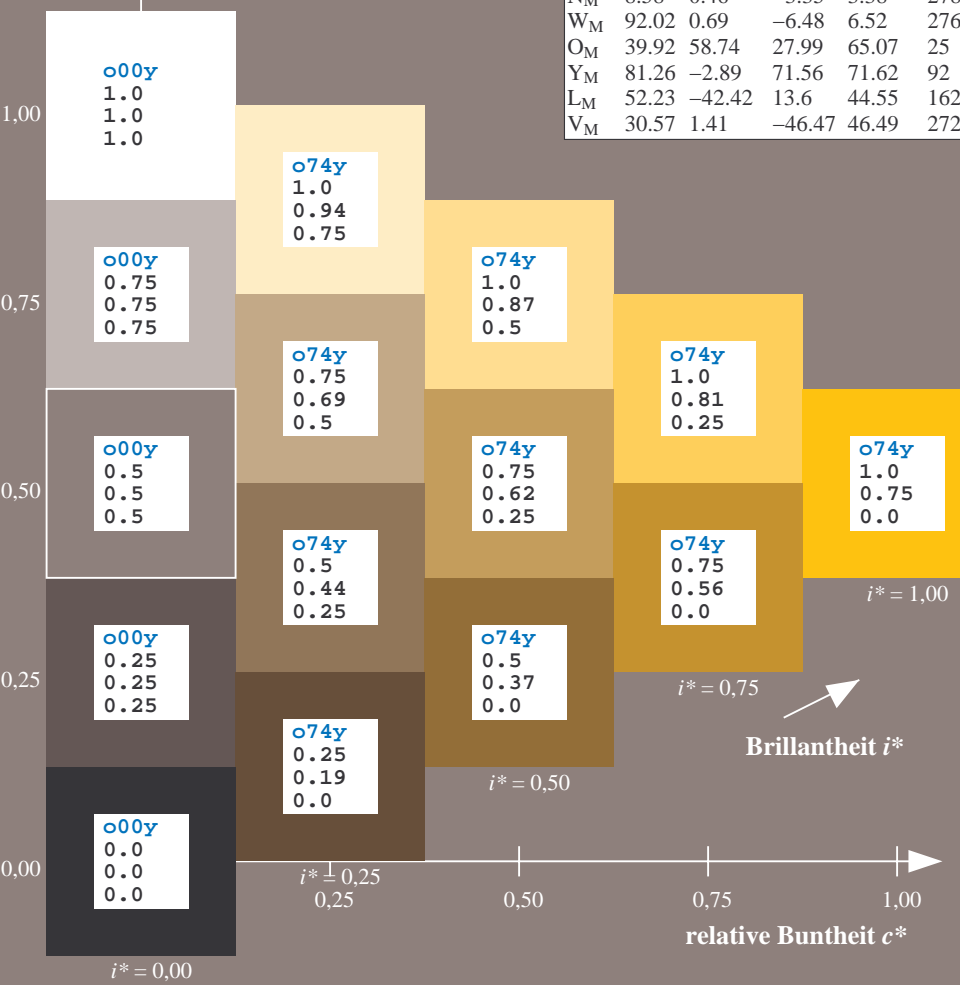 W_M 92.02 0.69 −6.48 6.52 276
O_M 39.92 58.74 27.99 65.07 25
Y_M 81.26 −2.89 71.56 71.62 92
L_M 52.23 −42.42 13.6 44.55 162
V_M 30.57 1.41 −46.47 46.49 272
1,00
o00y
1.0
1.0
1.0
o74y
1.0
0.94
0.75
0,75
o00y
0.75
0.75
0.75
o74y
1.0
0.87
0.5
o74y
0.75
0.69
0.5
o74y
1.0
0.81
0.25
0,50
o00y
0.5
0.5
0.5
o74y
0.75
0.62
0.25
o74y
1.0
0.75
0.0
i* = 1,00
o74y
0.5
0.44
0.25
o74y
0.75
0.56
0.0
i* = 0,75
0,25
o00y
0.25
0.25
0.25
o74y
0.5
0.37
0.0
i* = 0,50
Brillantheit i*
o74y
0.25
0.19
0.0
i* = 0,25
0,00
o00y
0.0
0.0
0.0
i* = 0,00
0,25 0,50 0,75 1,00
relative Buntheit c*